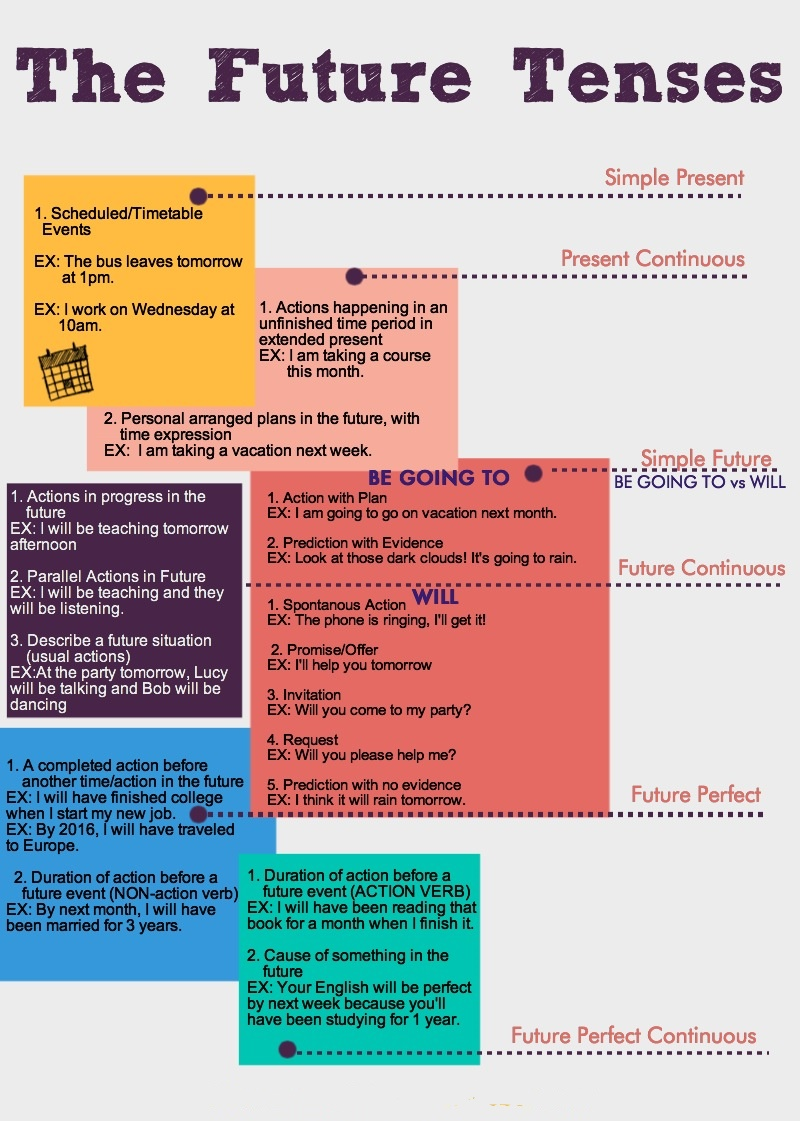 The Future Tenses
Simple Present
1. Scheduled/Timetable
Events
EX: The bus leaves tomorrow
at 1pm.
EX: I work on Wednesday at
10am.
Present Continuous
1. Actions happening in an
unfinished time period in
extended present
EX: I am taking a course
this month.
2. Personal arranged plans in the future, with
time expression
EX: I am taking a vacation next week.
Simple Future
BE GOING TO vs WILL
BE GOING TO
1. Action with Plan
EX: I am going to go on vacation next month.
2. Prediction with Evidence
EX: Look at those dark clouds! It's going to rain.
WILL
1. Spontanous Action
EX: The phone is ringing, I'll get it!
2. Promise/Offer
EX: I'll help you tomorrow
3. Invitation
EX: Will you come to my party?
4. Request
EX: Will you please help me?
5. Prediction with no evidence
EX: I think it will rain tomorrow.
Future Continuous
1. Actions in progress in the
future
EX: I will be teaching tomorrow
afternoon
2. Parallel Actions in Future
EX: I will be teaching and they
will be listening.
3. Describe a future situation
(usual actions)
EX:At the party tomorrow, Lucy
will be talking and Bob will be
dancing
Future Perfect
1. A completed action before
another time/action in the future
EX: I will have finished college
when I start my new job.
EX: By 2016, I will have traveled
to Europe.
2. Duration of action before a
future event (NON-action verb)
EX: By next month, I will have
been married for 3 years.
1. Duration of action before a
future event (ACTION VERB)
EX: I will have been reading that
book for a month when I finish it.
2. Cause of something in the
future
EX: Your English will be perfect
by next week because you'll
have been studying for 1 year.
Future Perfect Continuous